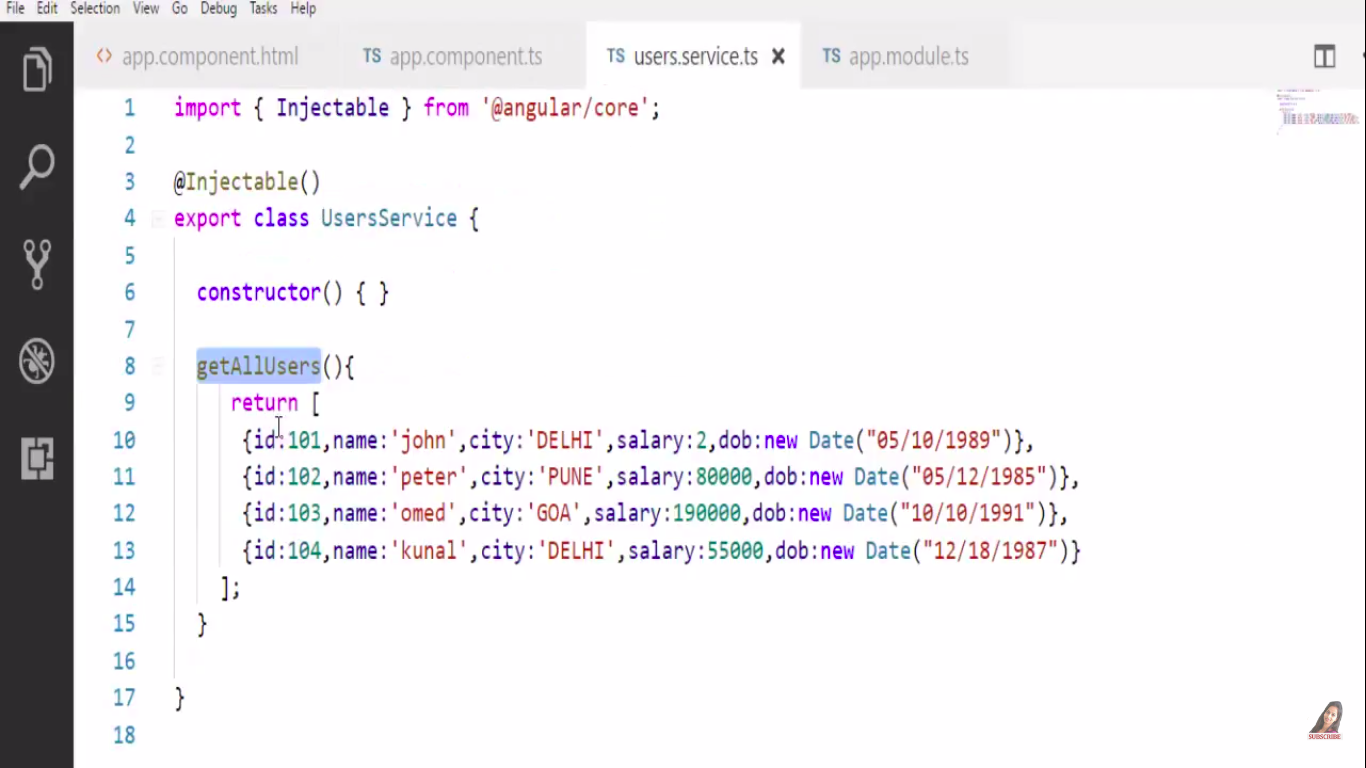 File Edit Selection View Go Debug Tasks Help
<> app.component.html TS app.component.ts TS users.service.ts × TS app.module.ts
1 import { Injectable } from '@angular/core';
2
3 @Injectable()
4 export class UsersService {
5
6 constructor() { }
7
8 getAllUsers(){
9 return [
10 {id:101,name:'john',city:'DELHI',salary:2,dob:new Date("05/10/1989")},
11 {id:102,name:'peter',city:'PUNE',salary:80000,dob:new Date("05/12/1985")},
12 {id:103,name:'omed',city:'GOA',salary:190000,dob:new Date("10/10/1991")},
13 {id:104,name:'kunal',city:'DELHI',salary:55000,dob:new Date("12/18/1987")}
14 ];
15 }
16
17 }
18
SUBSCRIBE